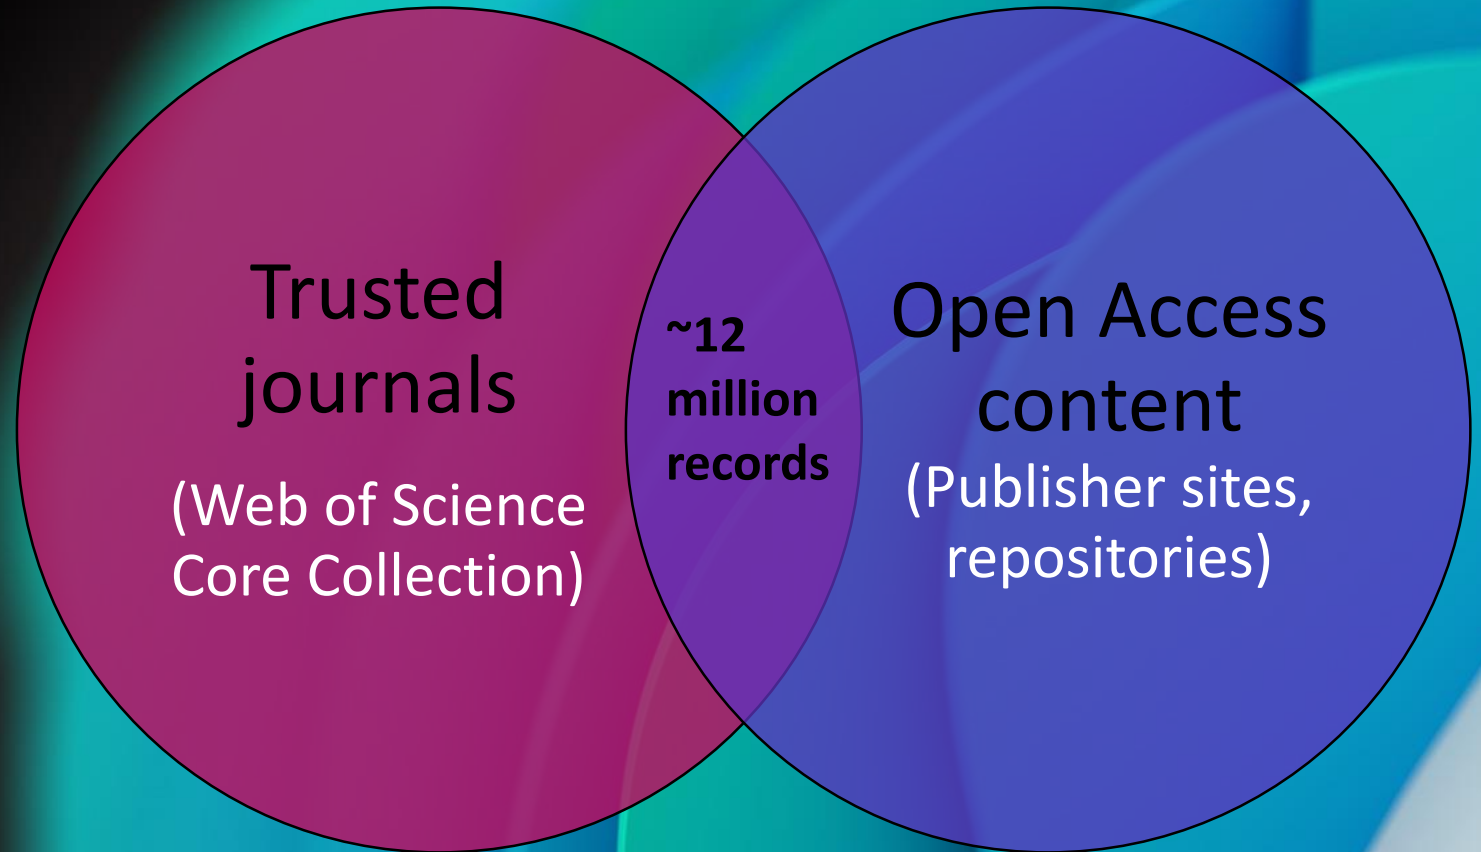 Trusted
journals
(Web of Science
Core Collection)
~12
million
records
Open Access
content
(Publisher sites,
repositories)